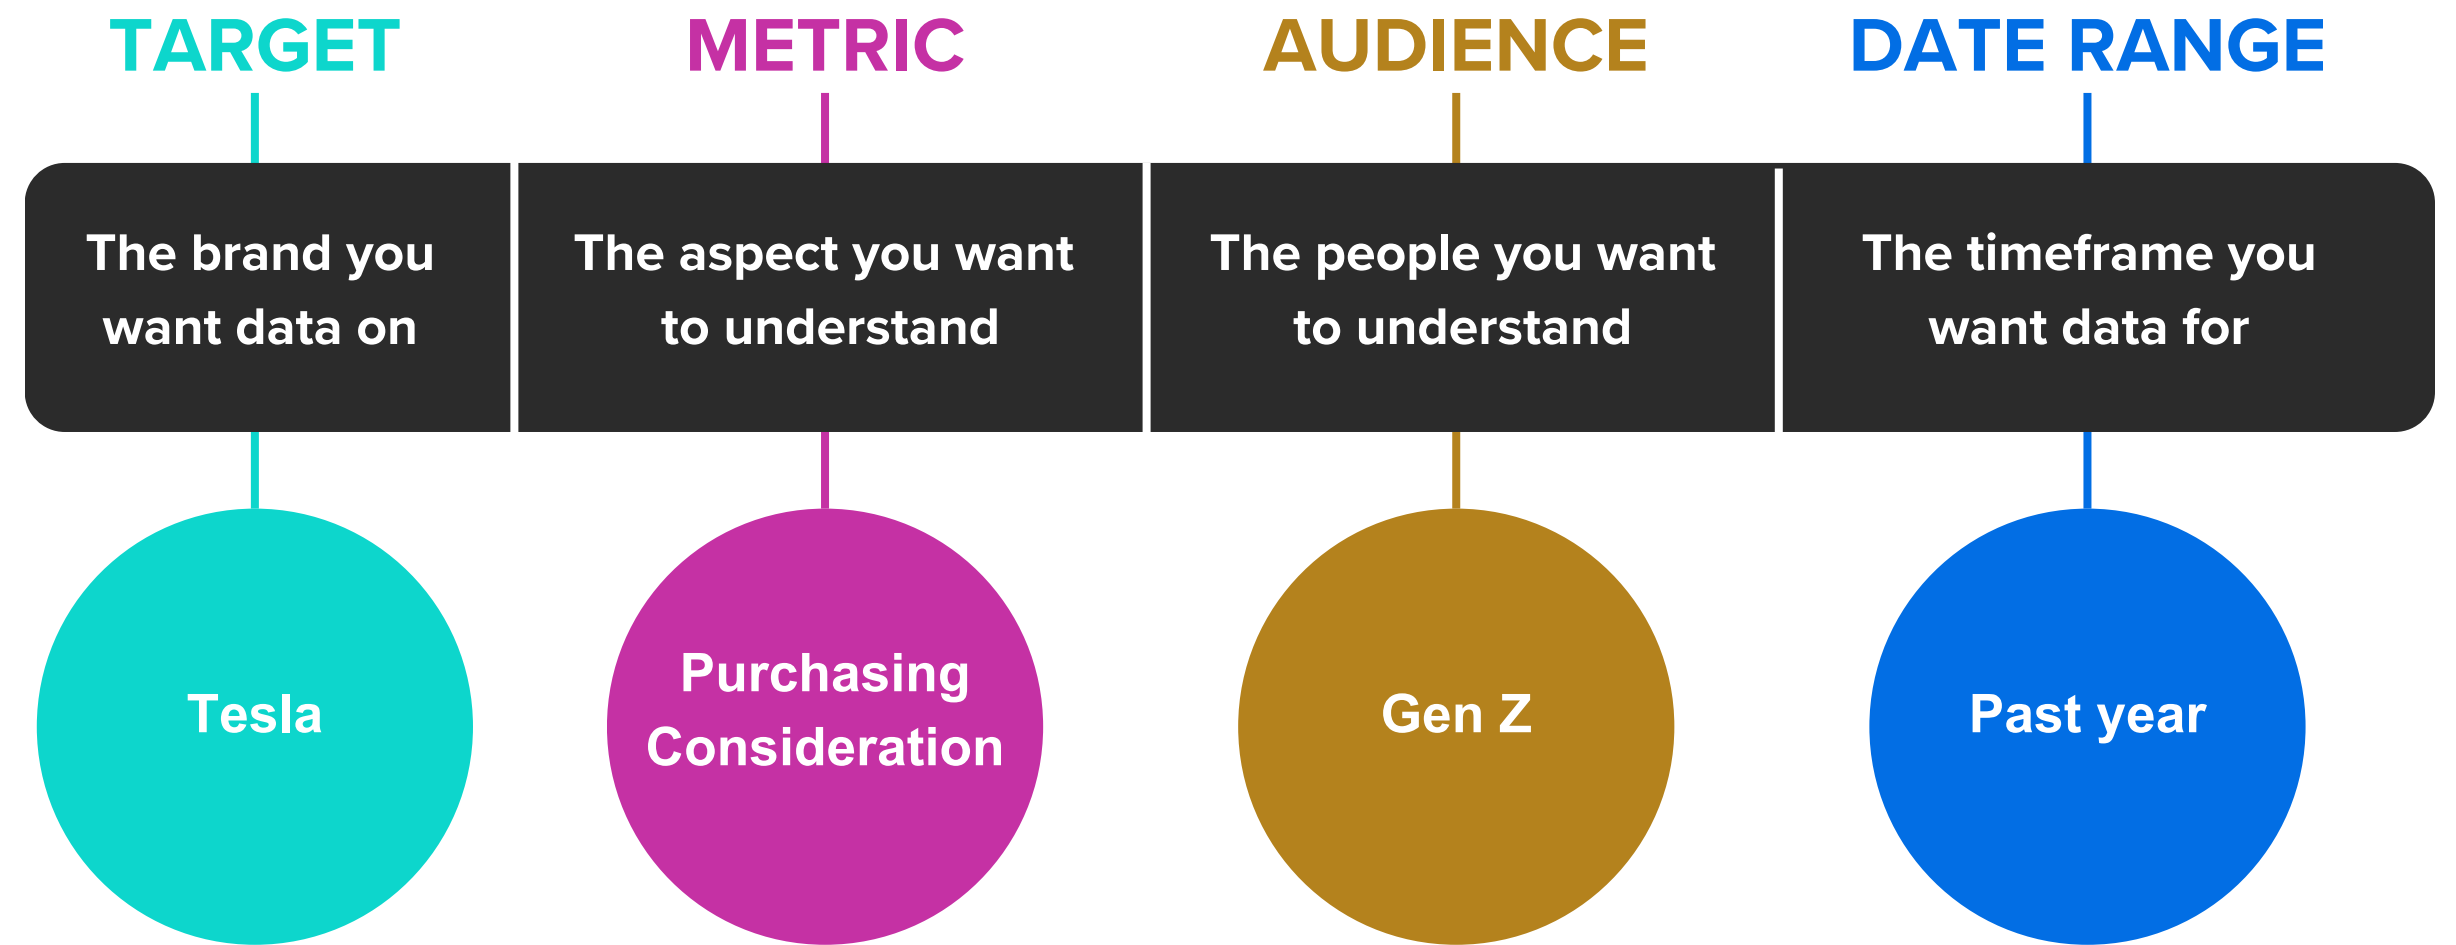 TARGET
METRIC
AUDIENCE
DATE RANGE
The brand you
want data on
The aspect you want
to understand
The people you want
to understand
The timeframe you
want data for
Tesla
Purchasing
Consideration
Gen Z
Past year